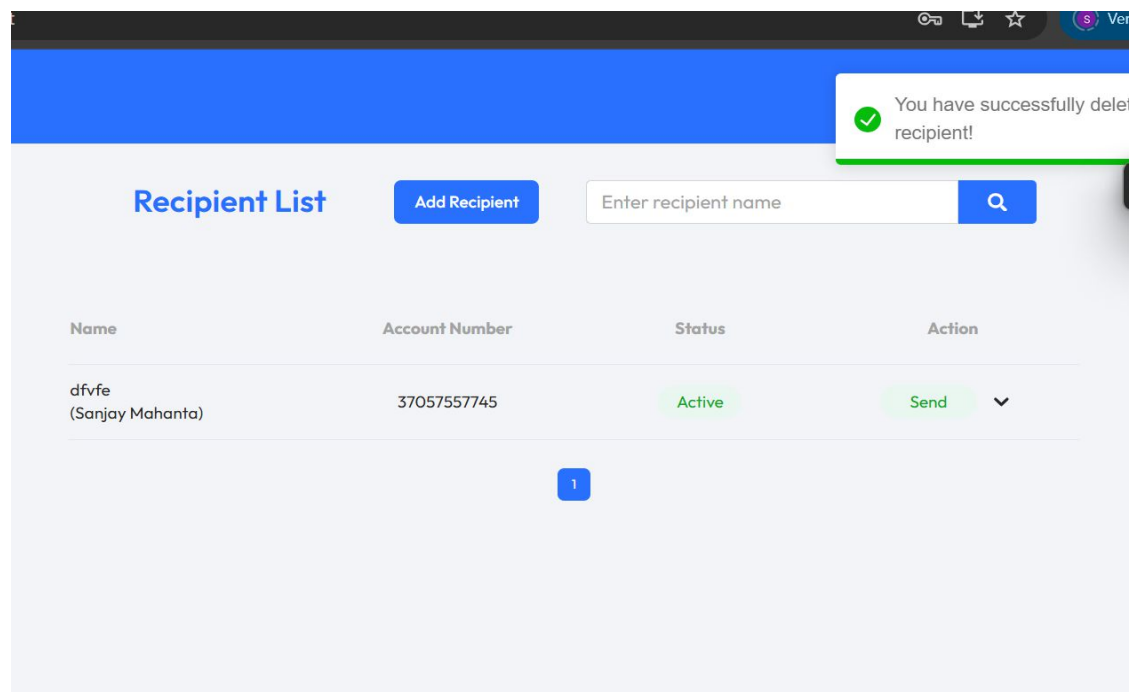 Ver
You have successfully delet
recipient!
Recipient List
Add Recipient
Enter recipient name
Name Account Number Status Action
dfvfe
(Sanjay Mahanta)
37057557745 Active Send
1